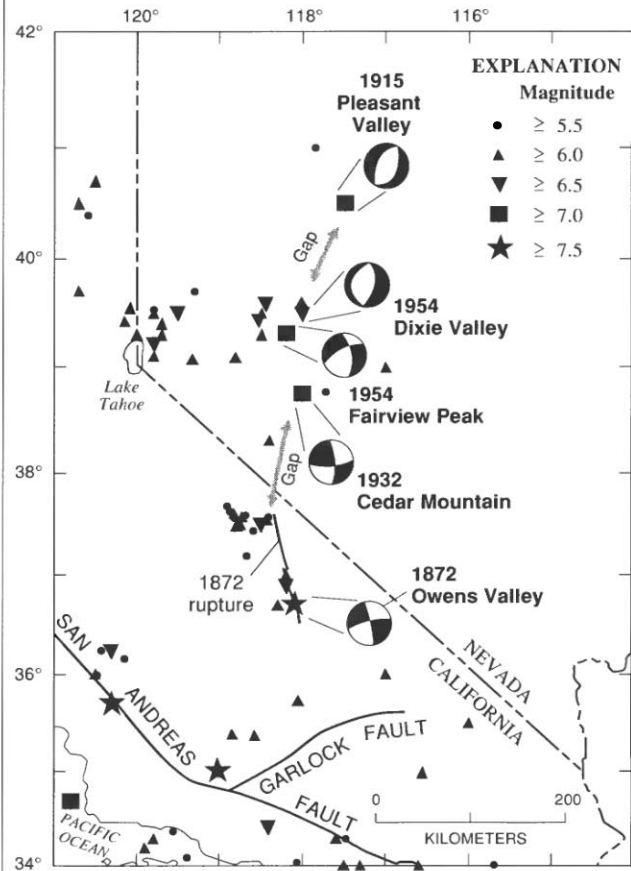 120°
118°
116°
42°
40°
38°
36°
34°
EXPLANATION
Magnitude
≥ 5.5
≥ 6.0
≥ 6.5
≥ 7.0
≥ 7.5
1915
Pleasant
Valley
Gap
1954
Dixie Valley
Lake
Tahoe
1954
Fairview Peak
Gap
1932
Cedar Mountain
1872
rupture
1872
Owens Valley
NEVADA
CALIFORNIA
SAN ANDREAS FAULT
GARLOCK FAULT
PACIFIC
OCEAN
0 200
KILOMETERS